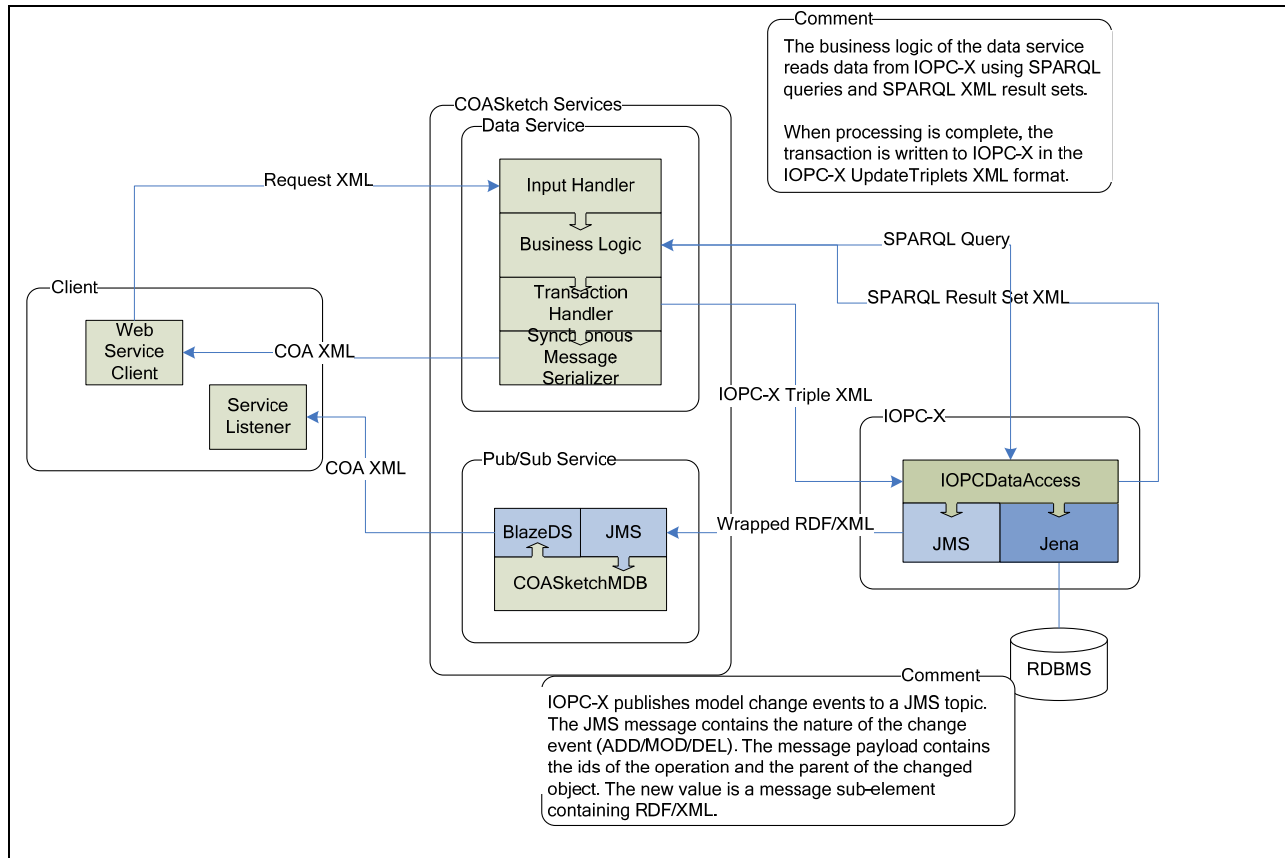 Comment
The business logic of the data service
reads data from IOPC-X using SPARQL
queries and SPARQL XML result sets.
When processing is complete, the
transaction is written to IOPC-X in the
IOPC-X UpdateTriplets XML format.
COASketch Services
Data Service
Request XML
Input Handler
Business Logic
SPARQL Query
Client
Transaction
Handler
SPARQL Result Set XML
Web
Service
Client
COA XML
Synchonous
Message
Serializer
IOPC-X Triple XML
Service
Listener
IOPC-X
COA XML
Pub/Sub Service
IOPCDataAccess
BlazeDS
JMS
Wrapped RDF/XML
JMS
Jena
COASketchMDB
RDBMS
Comment
IOPC-X publishes model change events to a JMS topic.
The JMS message contains the nature of the change
event (ADD/MOD/DEL). The message payload contains
the ids of the operation and the parent of the changed
object. The new value is a message sub-element
containing RDF/XML.